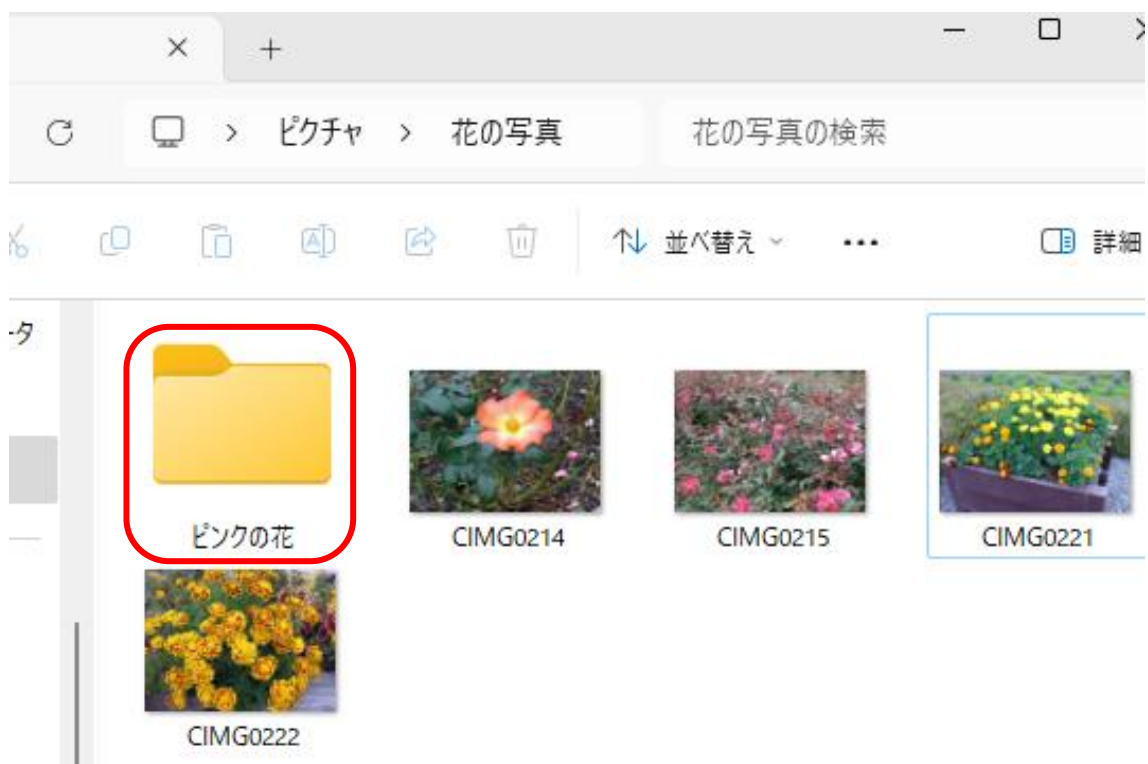 ピクチャ > 花の写真
花の写真の検索
並べ替え
詳細
ータ
ピンクの花
CIMG0214
CIMG0215
CIMG0221
CIMG0222